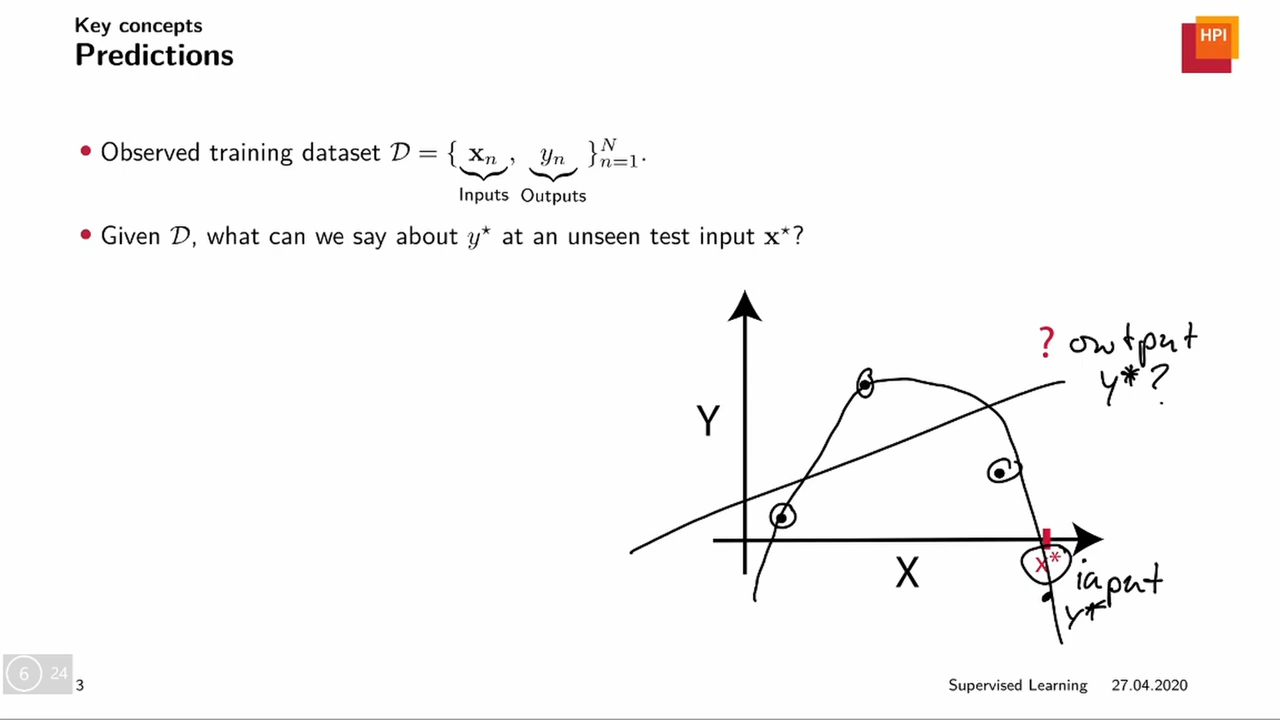 Key concepts
Predictions
HPI
• Observed training dataset 𝒟 = { xₙ, yₙ }ᴺₙ₌₁.
Inputs Outputs
• Given 𝒟, what can we say about y⋆ at an unseen test input x⋆?
? output
y*?
Y
X
x* input
y*
6 24
3
Supervised Learning 27.04.2020